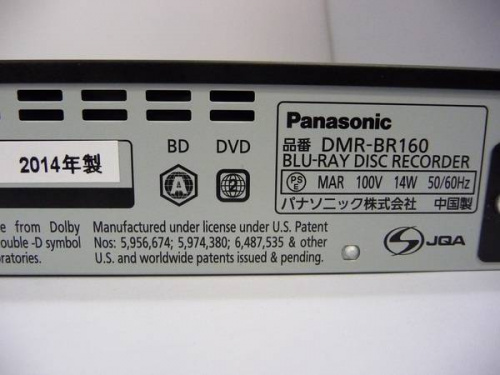 Panasonic
品番 DMR-BR160
BLU-RAY DISC RECORDER
PS E MAR 100V 14W 50/60Hz
パナソニック株式会社 中国製
BD DVD
A 2
2014年製
e from Dolby
ouble -D symbol
oratories.
Manufactured under license under U.S. Patent
Nos: 5,956,674; 5,974,380; 6,487,535 & other
U.S. and worldwide patents issued & pending.
JQA